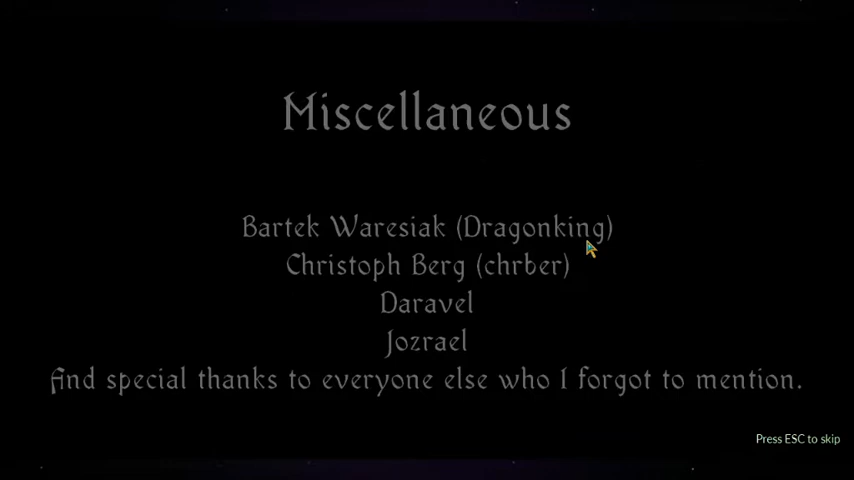 Miscellaneous
Bartek Waresiak (Dragonking)
Christoph Berg (chrber)
Daravel
Jozrael
And special thanks to everyone else who I forgot to mention.
Press ESC to skip